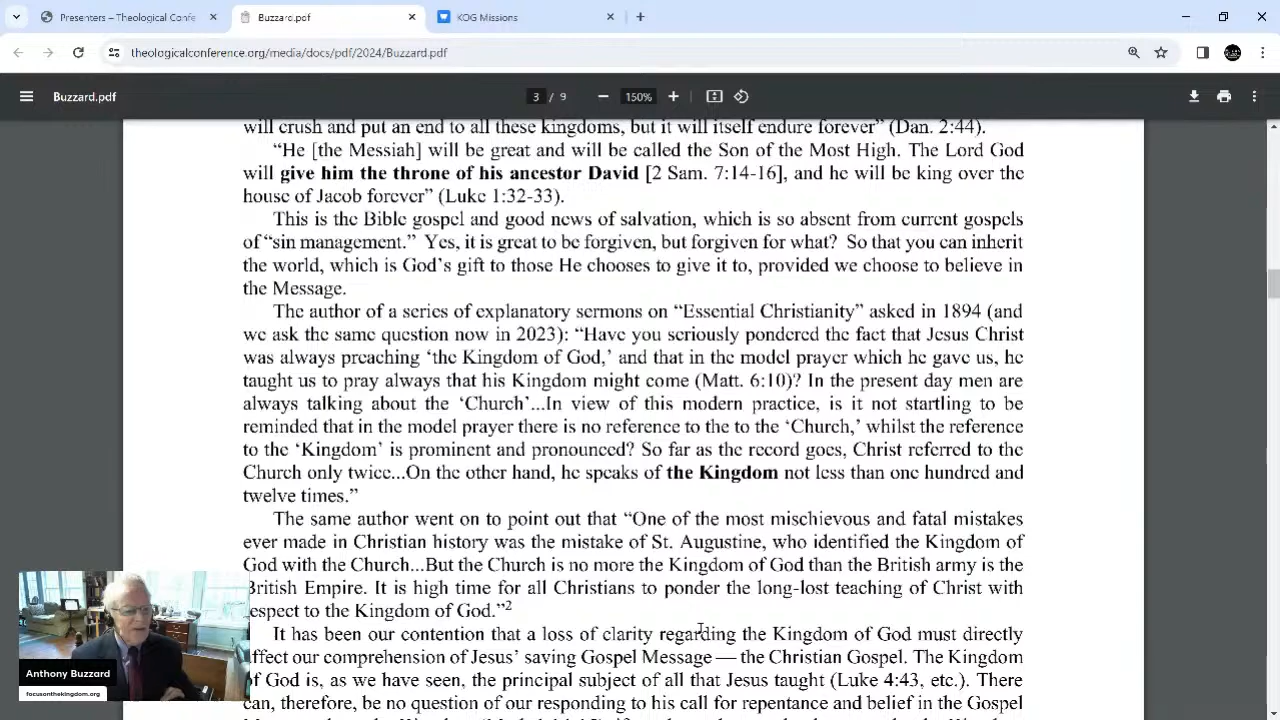 Presenters – Theological Confe
Buzzard.pdf
KOG Missions
theologicalconference.org/media/docs/pdf/2024/Buzzard.pdf
Buzzard.pdf
3 / 9
150%
will crush and put an end to all these kingdoms, but it will itself endure forever” (Dan. 2:44).
“He [the Messiah] will be great and will be called the Son of the Most High. The Lord God
will give him the throne of his ancestor David [2 Sam. 7:14-16], and he will be king over the
house of Jacob forever” (Luke 1:32-33).
This is the Bible gospel and good news of salvation, which is so absent from current gospels
of “sin management.” Yes, it is great to be forgiven, but forgiven for what? So that you can inherit
the world, which is God’s gift to those He chooses to give it to, provided we choose to believe in
the Message.
The author of a series of explanatory sermons on “Essential Christianity” asked in 1894 (and
we ask the same question now in 2023): “Have you seriously pondered the fact that Jesus Christ
was always preaching ‘the Kingdom of God,’ and that in the model prayer which he gave us, he
taught us to pray always that his Kingdom might come (Matt. 6:10)? In the present day men are
always talking about the ‘Church’...In view of this modern practice, is it not startling to be
reminded that in the model prayer there is no reference to the to the ‘Church,’ whilst the reference
to the ‘Kingdom’ is prominent and pronounced? So far as the record goes, Christ referred to the
Church only twice...On the other hand, he speaks of the Kingdom not less than one hundred and
twelve times.”
The same author went on to point out that “One of the most mischievous and fatal mistakes
ever made in Christian history was the mistake of St. Augustine, who identified the Kingdom of
God with the Church...But the Church is no more the Kingdom of God than the British army is the
British Empire. It is high time for all Christians to ponder the long-lost teaching of Christ with
espect to the Kingdom of God.”2
It has been our contention that a loss of clarity regarding the Kingdom of God must directly
ffect our comprehension of Jesus’ saving Gospel Message — the Christian Gospel. The Kingdom
f God is, as we have seen, the principal subject of all that Jesus taught (Luke 4:43, etc.). There
can, therefore, be no question of our responding to his call for repentance and belief in the Gospel
Anthony Buzzard
focusonthekingdom.org